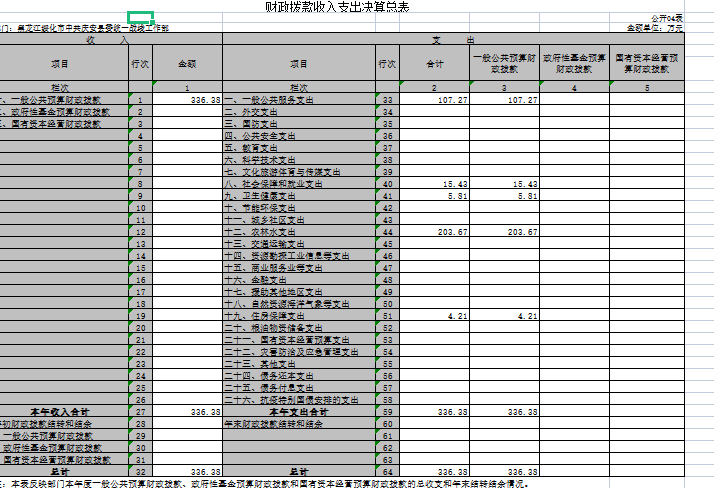 财政拨款收入支出决算总表
公开04表
门：黑龙江绥化市中共庆安县委统一战线工作部 金额单位：万元
收 入 支 出
项目 行次 金额 项目 行次 合计 一般公共预算财政拨款 政府性基金预算财政拨款 国有资本经营预算财政拨款
栏次 1 栏次 2 3 4 5
、一般公共预算财政拨款 1 336.38 一、一般公共服务支出 33 107.27 107.27
、政府性基金预算财政拨款 2 二、外交支出 34
、国有资本经营财政拨款 3 三、国防支出 35
4 四、公共安全支出 36
5 五、教育支出 37
6 六、科学技术支出 38
7 七、文化旅游体育与传媒支出 39
8 八、社会保障和就业支出 40 15.43 15.43
9 九、卫生健康支出 41 5.81 5.81
10 十、节能环保支出 42
11 十一、城乡社区支出 43
12 十二、农林水支出 44 203.67 203.67
13 十三、交通运输支出 45
14 十四、资源勘探工业信息等支出 46
15 十五、商业服务业等支出 47
16 十六、金融支出 48
17 十七、援助其他地区支出 49
18 十八、自然资源海洋气象等支出 50
19 十九、住房保障支出 51 4.21 4.21
20 二十、粮油物资储备支出 52
21 二十一、国有资本经营预算支出 53
22 二十二、灾害防治及应急管理支出 54
23 二十三、其他支出 55
24 二十四、债务还本支出 56
25 二十五、债务付息支出 57
26 二十六、抗疫特别国债安排的支出 58
本年收入合计 27 336.38 本年支出合计 59 336.38 336.38
初财政拨款结转和结余 28 年末财政拨款结转和结余 60
一般公共预算财政拨款 29 61
政府性基金预算财政拨款 30 62
国有资本经营预算财政拨款 31 63
总计 32 336.38 总计 64 336.38 336.38
：本表反映部门本年度一般公共预算财政拨款、政府性基金预算财政拨款和国有资本经营预算财政拨款的总收支和年末结转结余情况。